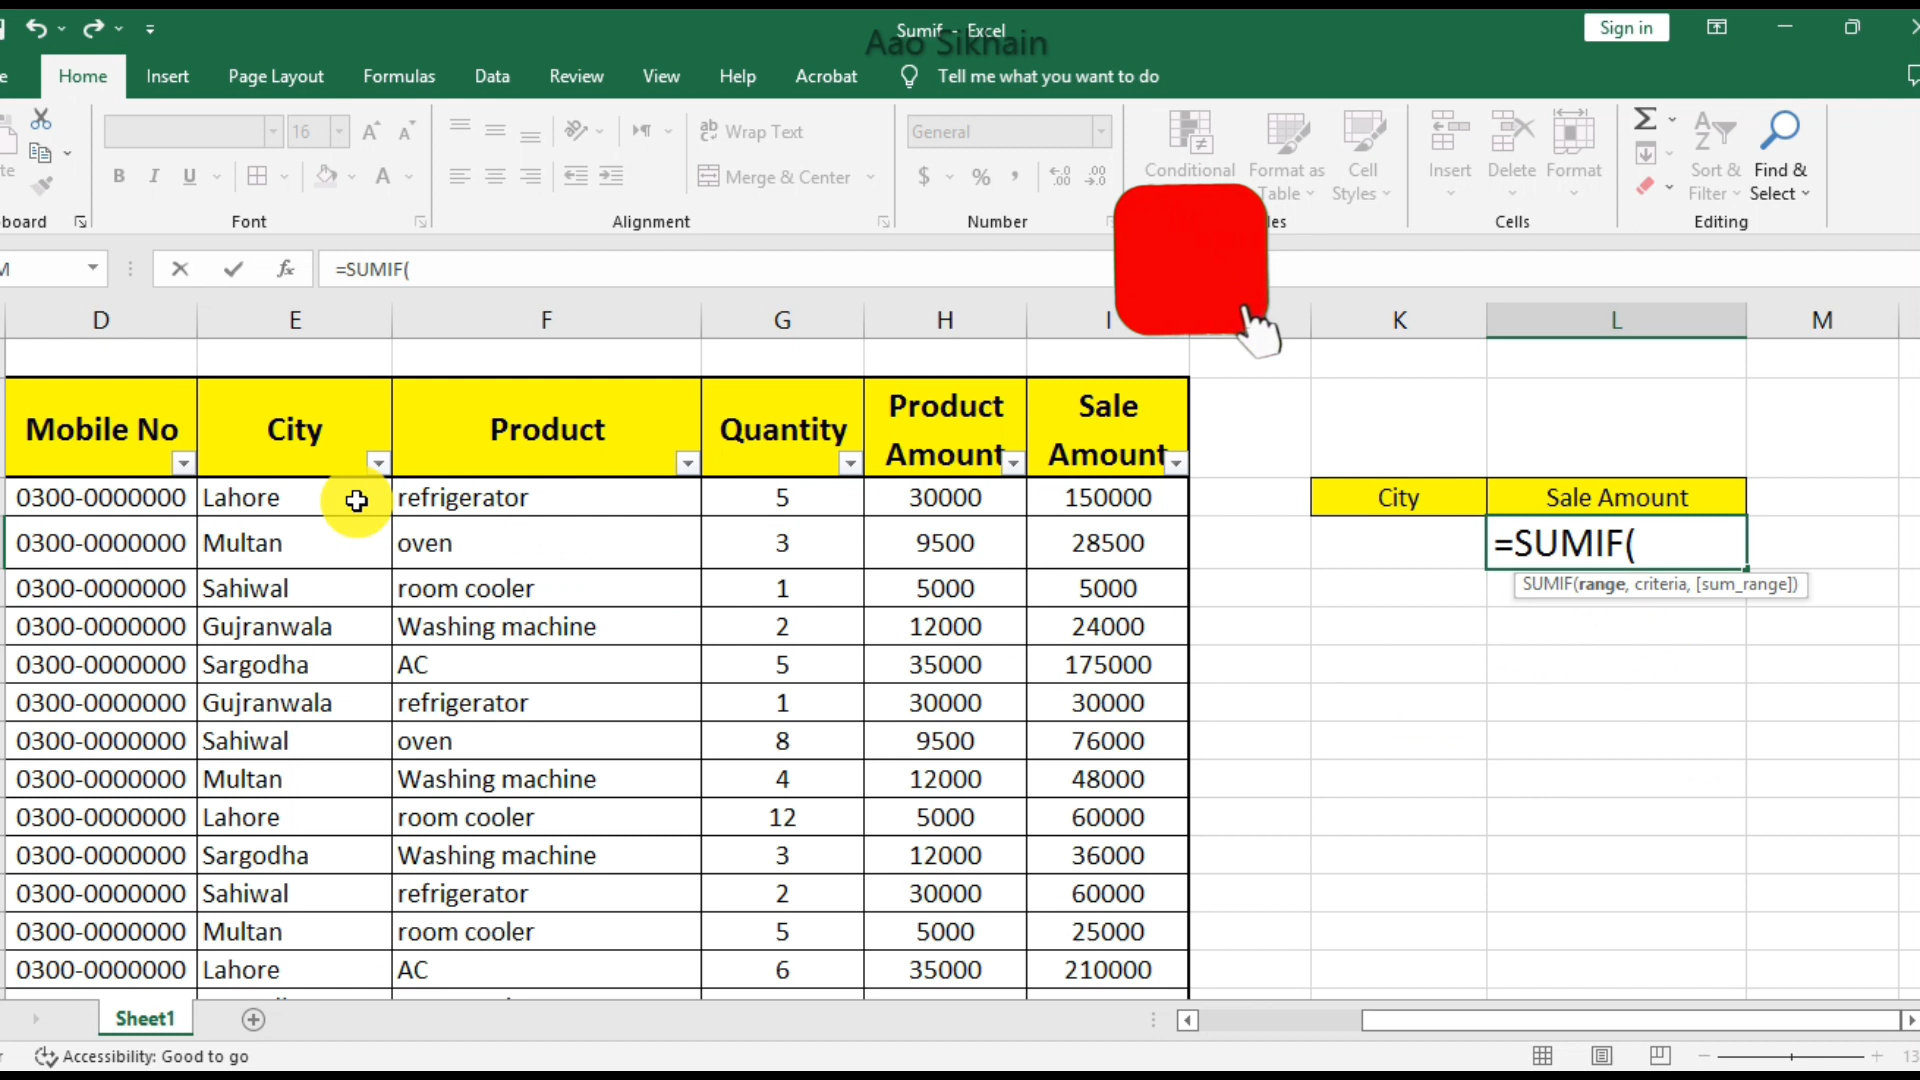 Sumif - Excel
Aao Sikhain
Sign in
e Home Insert Page Layout Formulas Data Review View Help Acrobat Tell me what you want to do
16 Wrap Text General
B I U A Merge & Center $ % , .00
Conditional Format as Cell Insert Delete Format Sort & Find &
Table Styles Filter Select
board Font Alignment Number les Cells Editing
M fx =SUMIF(
D E F G H I K L M
Mobile No City Product Quantity Product Amount Sale Amount
0300-0000000 Lahore refrigerator 5 30000 150000 City Sale Amount
0300-0000000 Multan oven 3 9500 28500 =SUMIF(
SUMIF(range, criteria, [sum_range])
0300-0000000 Sahiwal room cooler 1 5000 5000
0300-0000000 Gujranwala Washing machine 2 12000 24000
0300-0000000 Sargodha AC 5 35000 175000
0300-0000000 Gujranwala refrigerator 1 30000 30000
0300-0000000 Sahiwal oven 8 9500 76000
0300-0000000 Multan Washing machine 4 12000 48000
0300-0000000 Lahore room cooler 12 5000 60000
0300-0000000 Sargodha Washing machine 3 12000 36000
0300-0000000 Sahiwal refrigerator 2 30000 60000
0300-0000000 Multan room cooler 5 5000 25000
0300-0000000 Lahore AC 6 35000 210000
Sheet1
Accessibility: Good to go